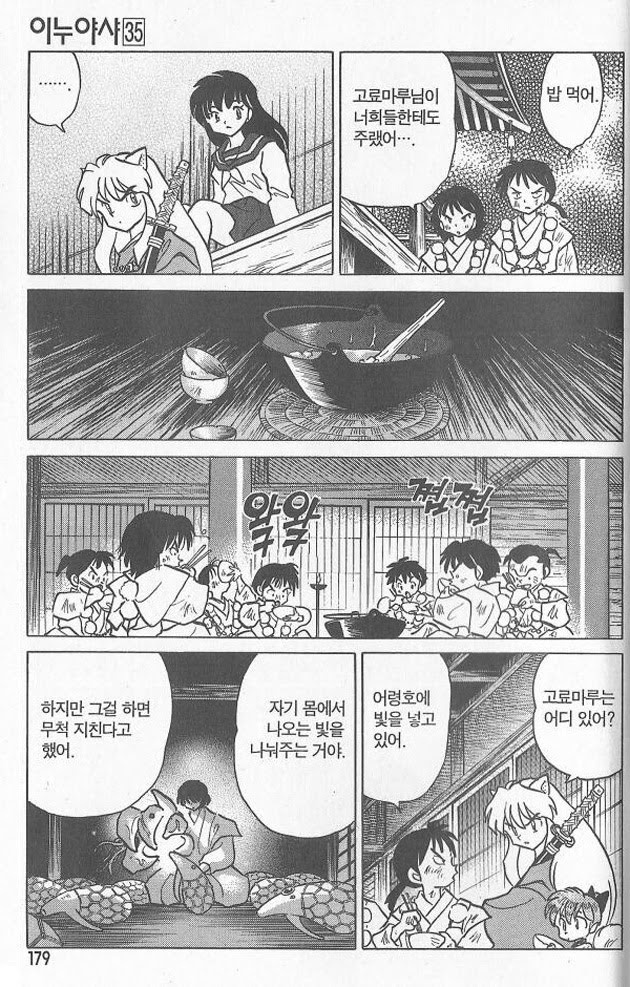 이누야샤 35
밥 먹어.
고료마루님이
너희들한테도
주랬어….
……
왘왘
쩝·쩝
고료마루는
어디 있어?
어령호에
빛을 넣고
있어.
자기 몸에서
나오는 빛을
나눠주는 거야.
하지만 그걸 하면
무척 지친다고
했어.
179